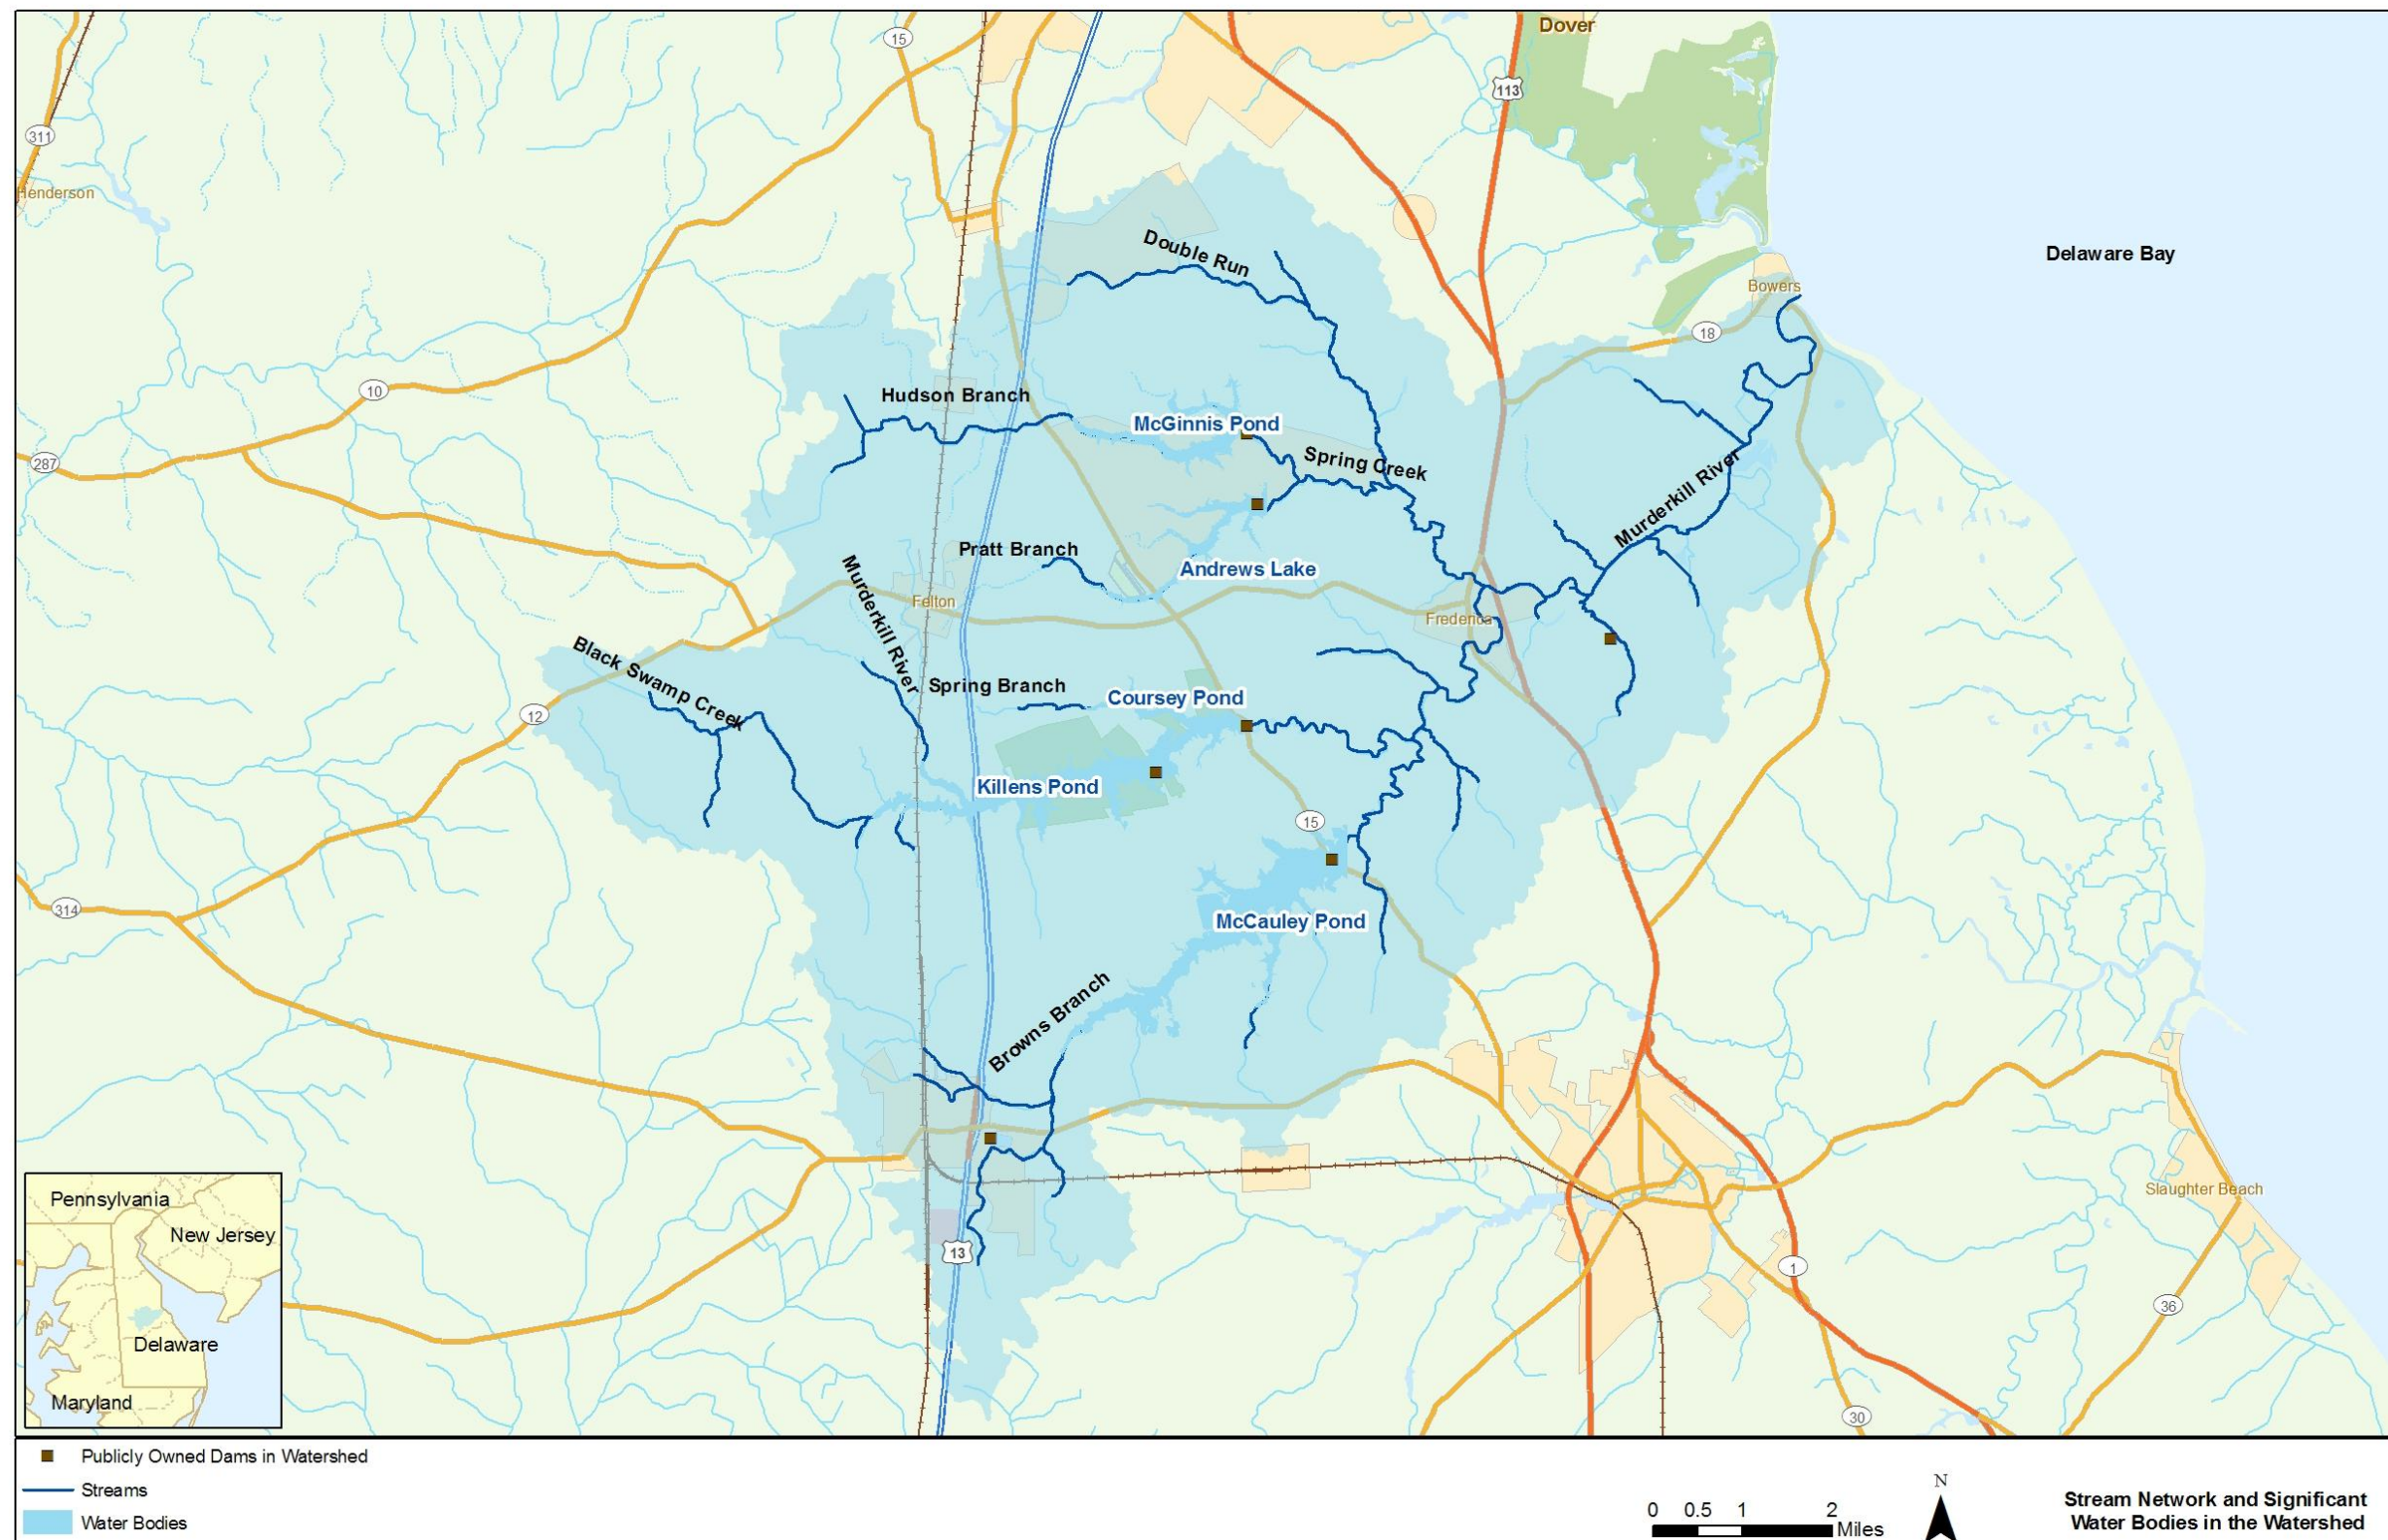 Dover
15
113
311
Henderson
Double Run
Delaware Bay
Bowers
18
10
Hudson Branch
McGinnis Pond
287
Spring Creek
Murderkill River
Pratt Branch
Andrews Lake
Murderkill River
Felton
Frederica
Black Swamp Creek
Spring Branch
Coursey Pond
12
Killens Pond
15
314
McCauley Pond
Browns Branch
Slaughter Beach
13
1
36
30
Pennsylvania
New Jersey
Delaware
Maryland
Publicly Owned Dams in Watershed
Streams
Water Bodies
0 0.5 1 2
Miles
N
Stream Network and Significant
Water Bodies in the Watershed